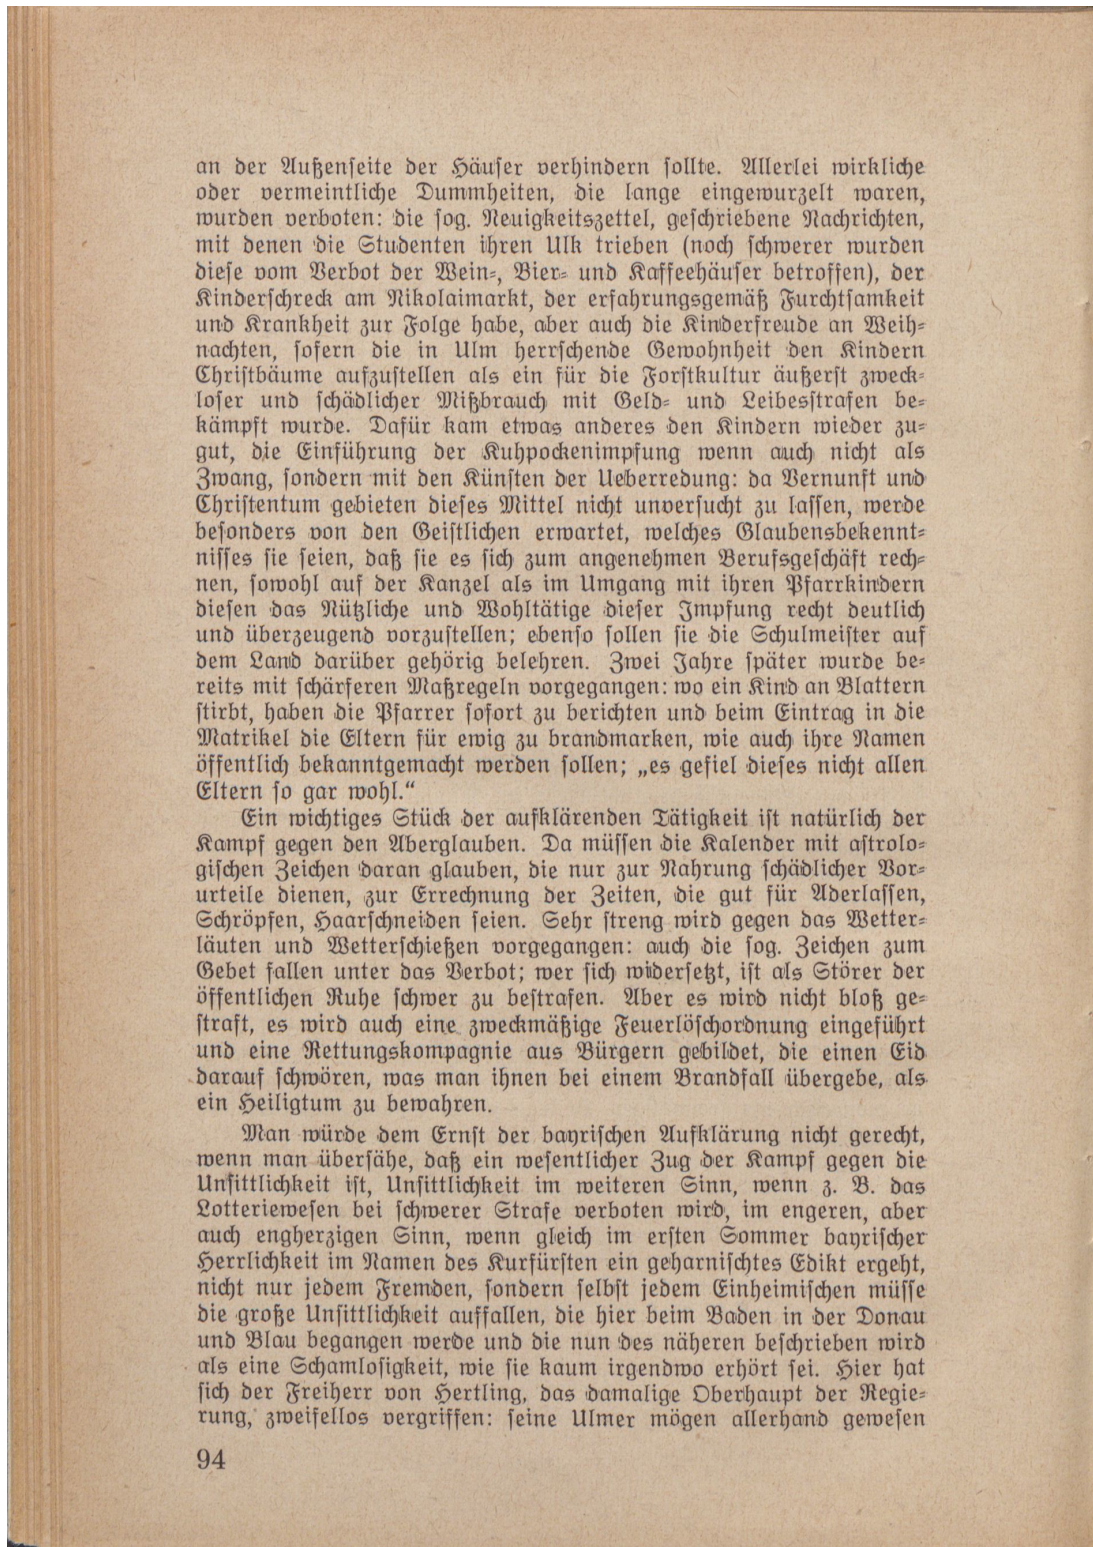 an der Außenseite der Häuser verhindern sollte. Allerlei wirkliche
oder vermeintliche Dummheiten, die lange eingewurzelt waren,
wurden verboten: die sog. Neuigkeitszettel, geschriebene Nachrichten,
mit denen die Studenten ihren Ulk trieben (noch schwerer wurden
diese vom Verbot der Wein-, Bier- und Kaffeehäuser betroffen), der
Kinderschreck am Nikolaimarkt, der erfahrungsgemäß Furchtsamkeit
und Krankheit zur Folge habe, aber auch die Kinderfreude an Weih-
nachten, sofern die in Ulm herrschende Gewohnheit den Kindern
Christbäume aufzustellen als ein für die Forstkultur äußerst zweck-
loser und schädlicher Mißbrauch mit Geld- und Leibesstrafen be-
kämpft wurde. Dafür kam etwas anderes den Kindern wieder zu-
gut, die Einführung der Kuhpockenimpfung wenn auch nicht als
Zwang, sondern mit den Künsten der Ueberredung: da Vernunft und
Christentum gebieten dieses Mittel nicht unversucht zu lassen, werde
besonders von den Geistlichen erwartet, welches Glaubensbekennt-
nisses sie seien, daß sie es sich zum angenehmen Berufsgeschäft rech-
nen, sowohl auf der Kanzel als im Umgang mit ihren Pfarrkindern
diesen das Nützliche und Wohltätige dieser Impfung recht deutlich
und überzeugend vorzustellen; ebenso sollen sie die Schulmeister auf
dem Land darüber gehörig belehren. Zwei Jahre später wurde be-
reits mit schärferen Maßregeln vorgegangen: wo ein Kind an Blattern
stirbt, haben die Pfarrer sofort zu berichten und beim Eintrag in die
Matrikel die Eltern für ewig zu brandmarken, wie auch ihre Namen
öffentlich bekanntgemacht werden sollen; „es gefiel dieses nicht allen
Eltern so gar wohl.“
Ein wichtiges Stück der aufklärenden Tätigkeit ist natürlich der
Kampf gegen den Aberglauben. Da müssen die Kalender mit astrolo-
gischen Zeichen daran glauben, die nur zur Nahrung schädlicher Vor-
urteile dienen, zur Errechnung der Zeiten, die gut für Aderlassen,
Schröpfen, Haarschneiden seien. Sehr streng wird gegen das Wetter-
läuten und Wetterschießen vorgegangen: auch die sog. Zeichen zum
Gebet fallen unter das Verbot; wer sich widersetzt, ist als Störer der
öffentlichen Ruhe schwer zu bestrafen. Aber es wird nicht bloß ge-
straft, es wird auch eine zweckmäßige Feuerlöschordnung eingeführt
und eine Rettungskompagnie aus Bürgern gebildet, die einen Eid
darauf schwören, was man ihnen bei einem Brandfall übergebe, als
ein Heiligtum zu bewahren.
Man würde dem Ernst der bayrischen Aufklärung nicht gerecht,
wenn man übersähe, daß ein wesentlicher Zug der Kampf gegen die
Unsittlichkeit ist, Unsittlichkeit im weiteren Sinn, wenn z. B. das
Lotteriewesen bei schwerer Strafe verboten wird, im engeren, aber
auch engherzigen Sinn, wenn gleich im ersten Sommer bayrischer
Herrlichkeit im Namen des Kurfürsten ein geharnischtes Edikt ergeht,
nicht nur jedem Fremden, sondern selbst jedem Einheimischen müsse
die große Unsittlichkeit auffallen, die hier beim Baden in der Donau
und Blau begangen werde und die nun des näheren beschrieben wird
als eine Schamlosigkeit, wie sie kaum irgendwo erhört sei. Hier hat
sich der Freiherr von Hertling, das damalige Oberhaupt der Regie-
rung, zweifellos vergriffen: seine Ulmer mögen allerhand gewesen
94